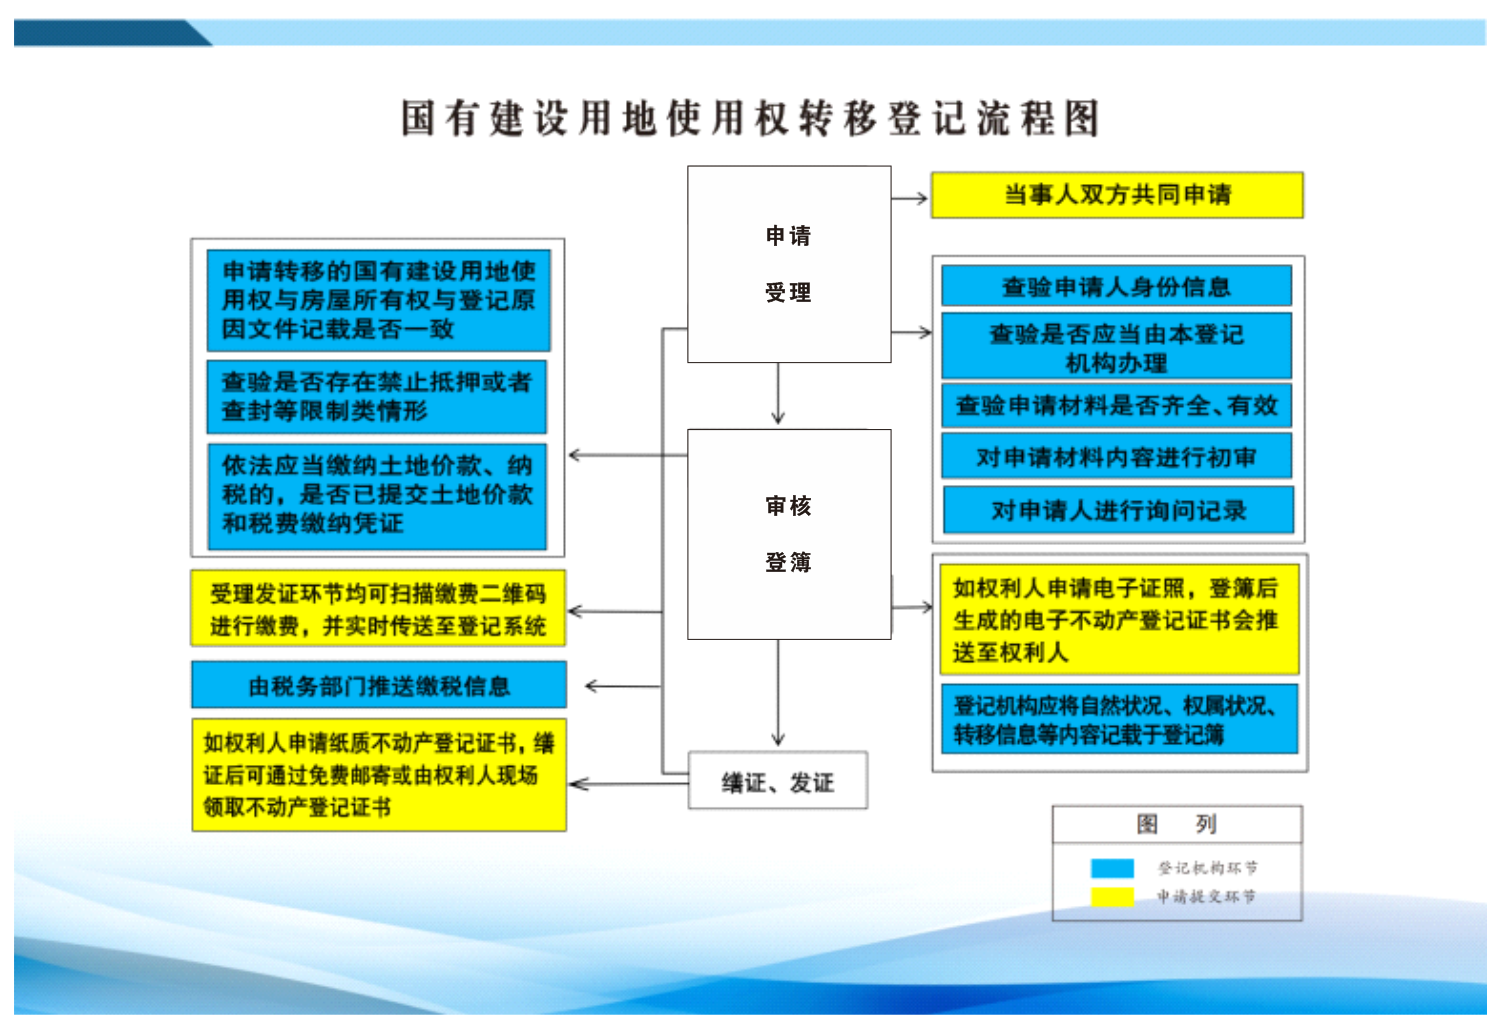 国有建设用地使用权转移登记流程图
申请
受理
当事人双方共同申请
查验申请人身份信息
查验是否应当由本登记
机构办理
查验申请材料是否齐全、有效
对申请材料内容进行初审
对申请人进行询问记录
申请转移的国有建设用地使
用权与房屋所有权与登记原
因文件记载是否一致
查验是否存在禁止抵押或者
查封等限制类情形
依法应当缴纳土地价款、纳
税的，是否已提交土地价款
和税费缴纳凭证
审核
登簿
受理发证环节均可扫描缴费二维码
进行缴费，并实时传送至登记系统
由税务部门推送缴税信息
如权利人申请纸质不动产登记证书，缮
证后可通过免费邮寄或由权利人现场
领取不动产登记证书
如权利人申请电子证照，登簿后
生成的电子不动产登记证书会推
送至权利人
登记机构应将自然状况、权属状况、
转移信息等内容记载于登记簿
缮证、发证
图 列
登记机构环节
申请提交环节